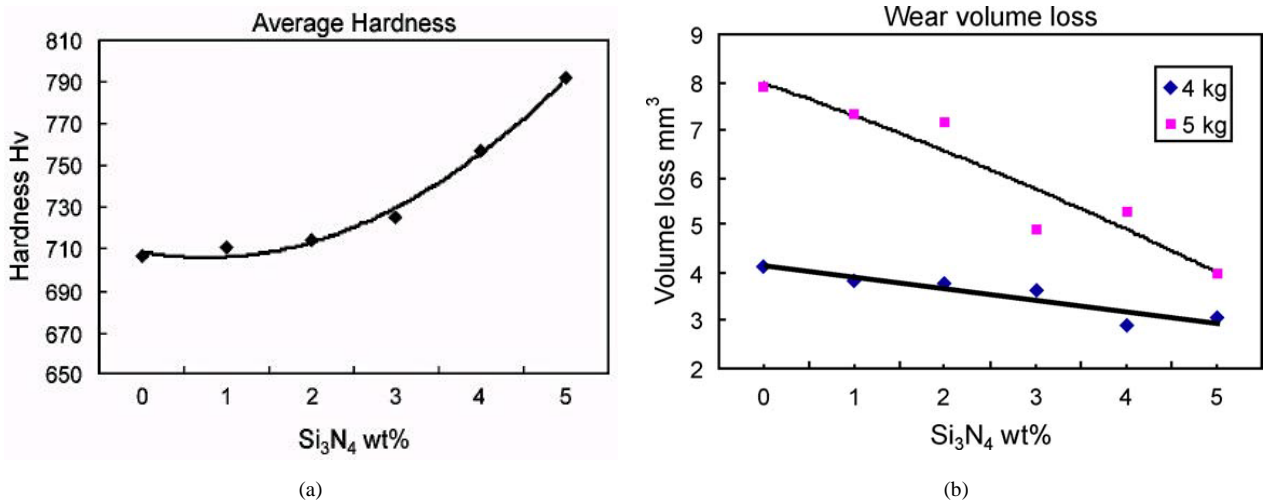 Average Hardness
Hardness Hv
810
790
770
750
730
710
690
670
650
0 1 2 3 4 5
Si₃N₄ wt%
(a)
Wear volume loss
Volume loss mm³
9
8
7
6
5
4
3
2
4 kg
5 kg
0 1 2 3 4 5
Si₃N₄ wt%
(b)